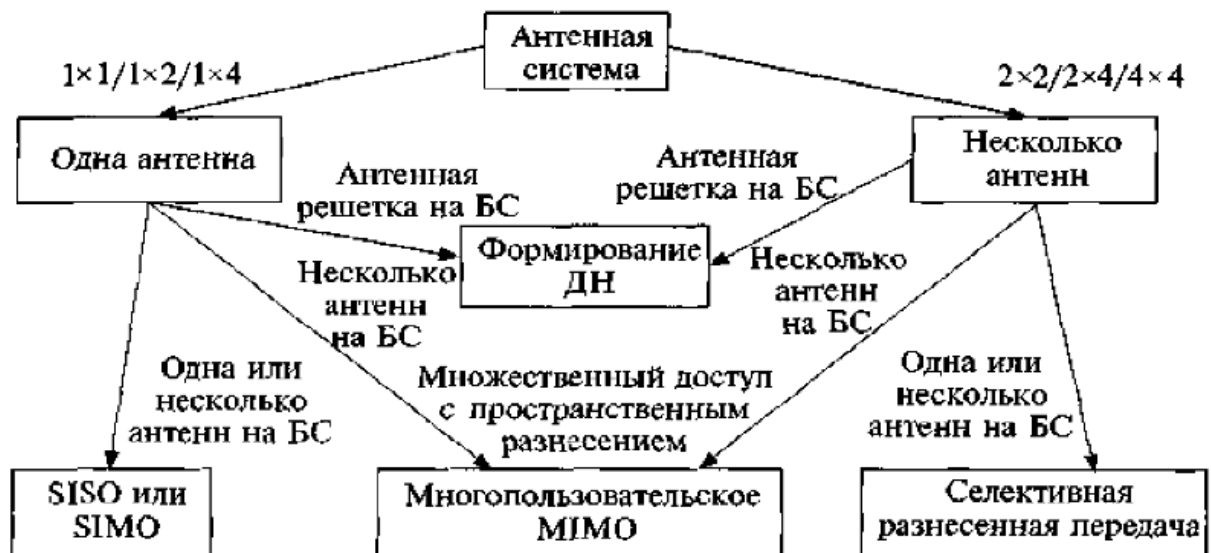 Антенная
система
1×1/1×2/1×4
2×2/2×4/4×4
Одна антенна
Несколько
антенн
Антенная
решетка на БС
Антенная
решетка на БС
Формирование
ДН
Несколько
антенн
на БС
Несколько
антенн
на БС
Одна или
несколько
антенн на БС
Множественный доступ
с пространственным
разнесением
Одна или
несколько
антенн на БС
SISO или
SIMO
Многопользовательское
MIMO
Селективная
разнесенная передача